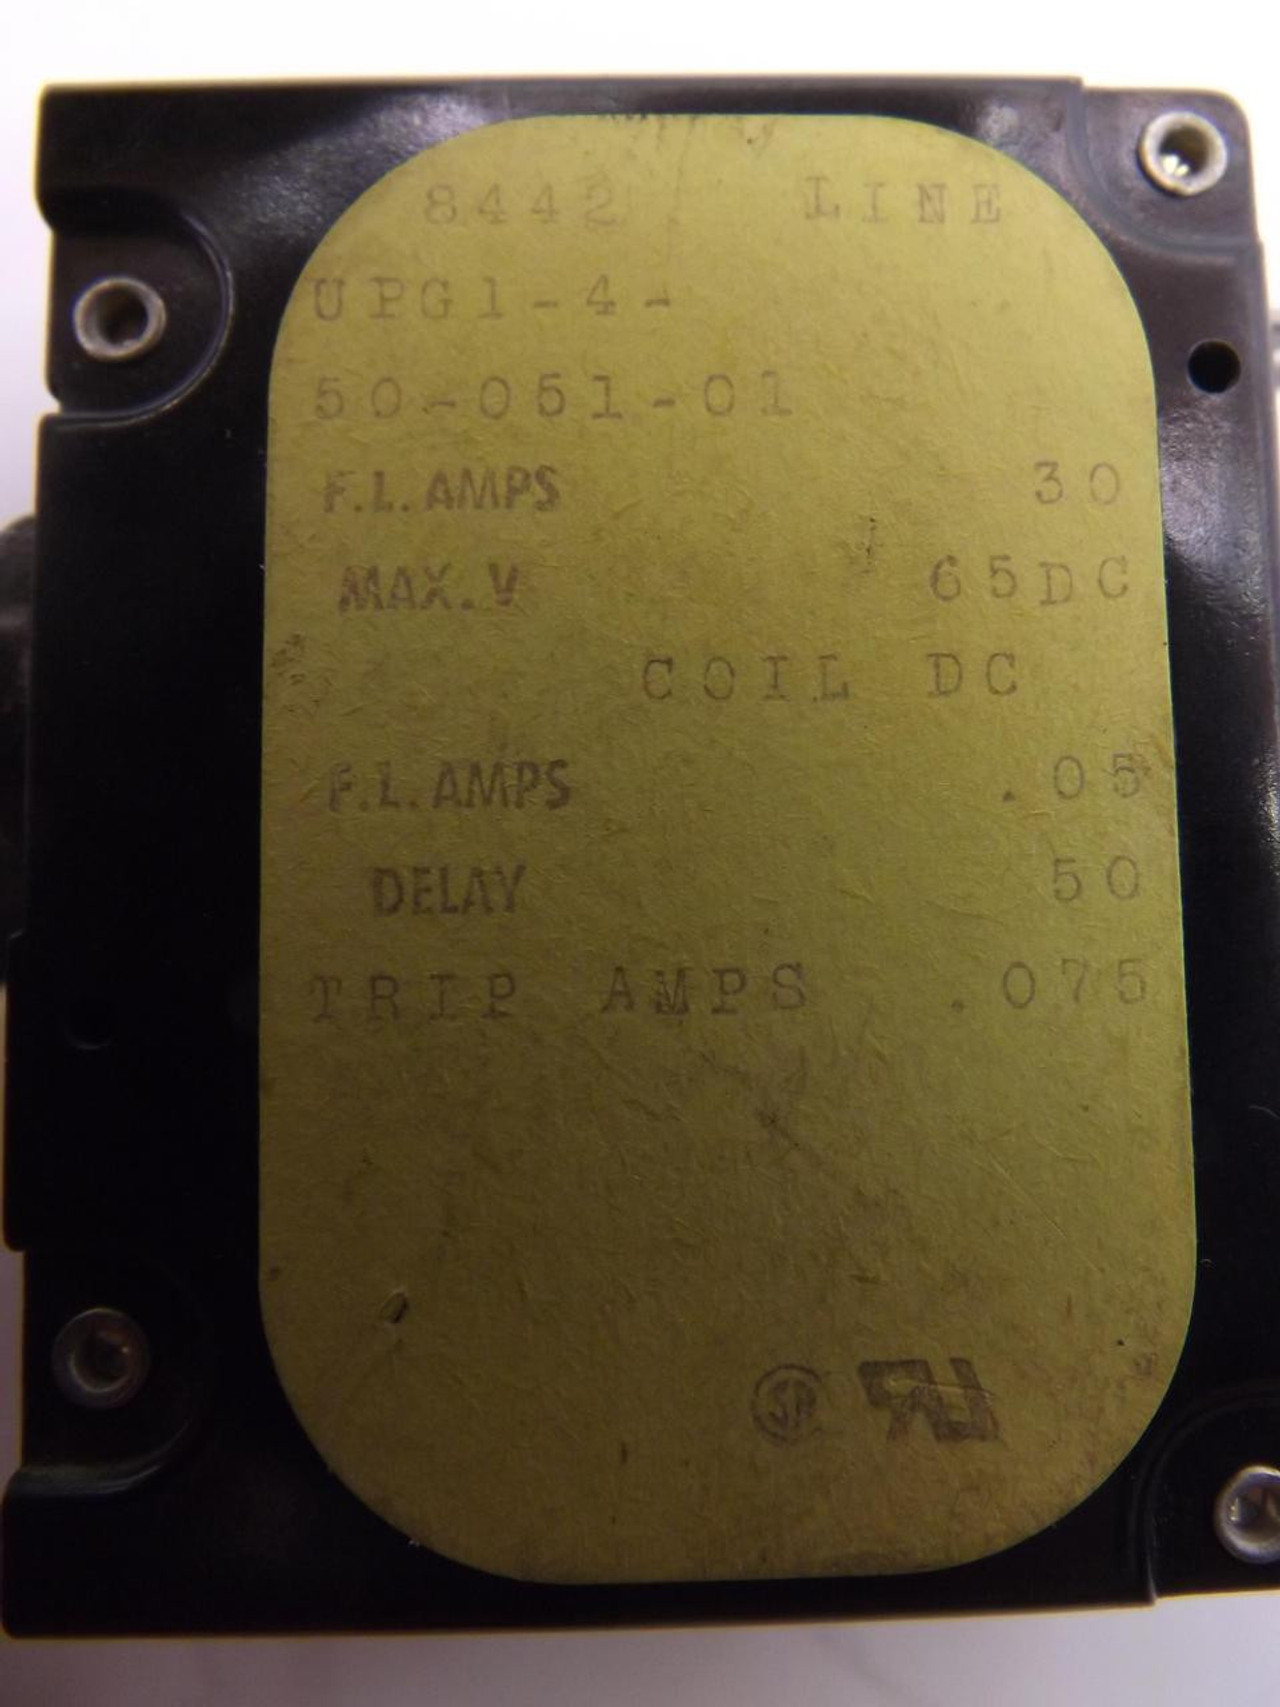 8442 LINE
UPG1-4-
50-051-01
F.L. AMPS 30
MAX. V 65DC
COIL DC
F.L. AMPS .05
DELAY 50
TRIP AMPS .075